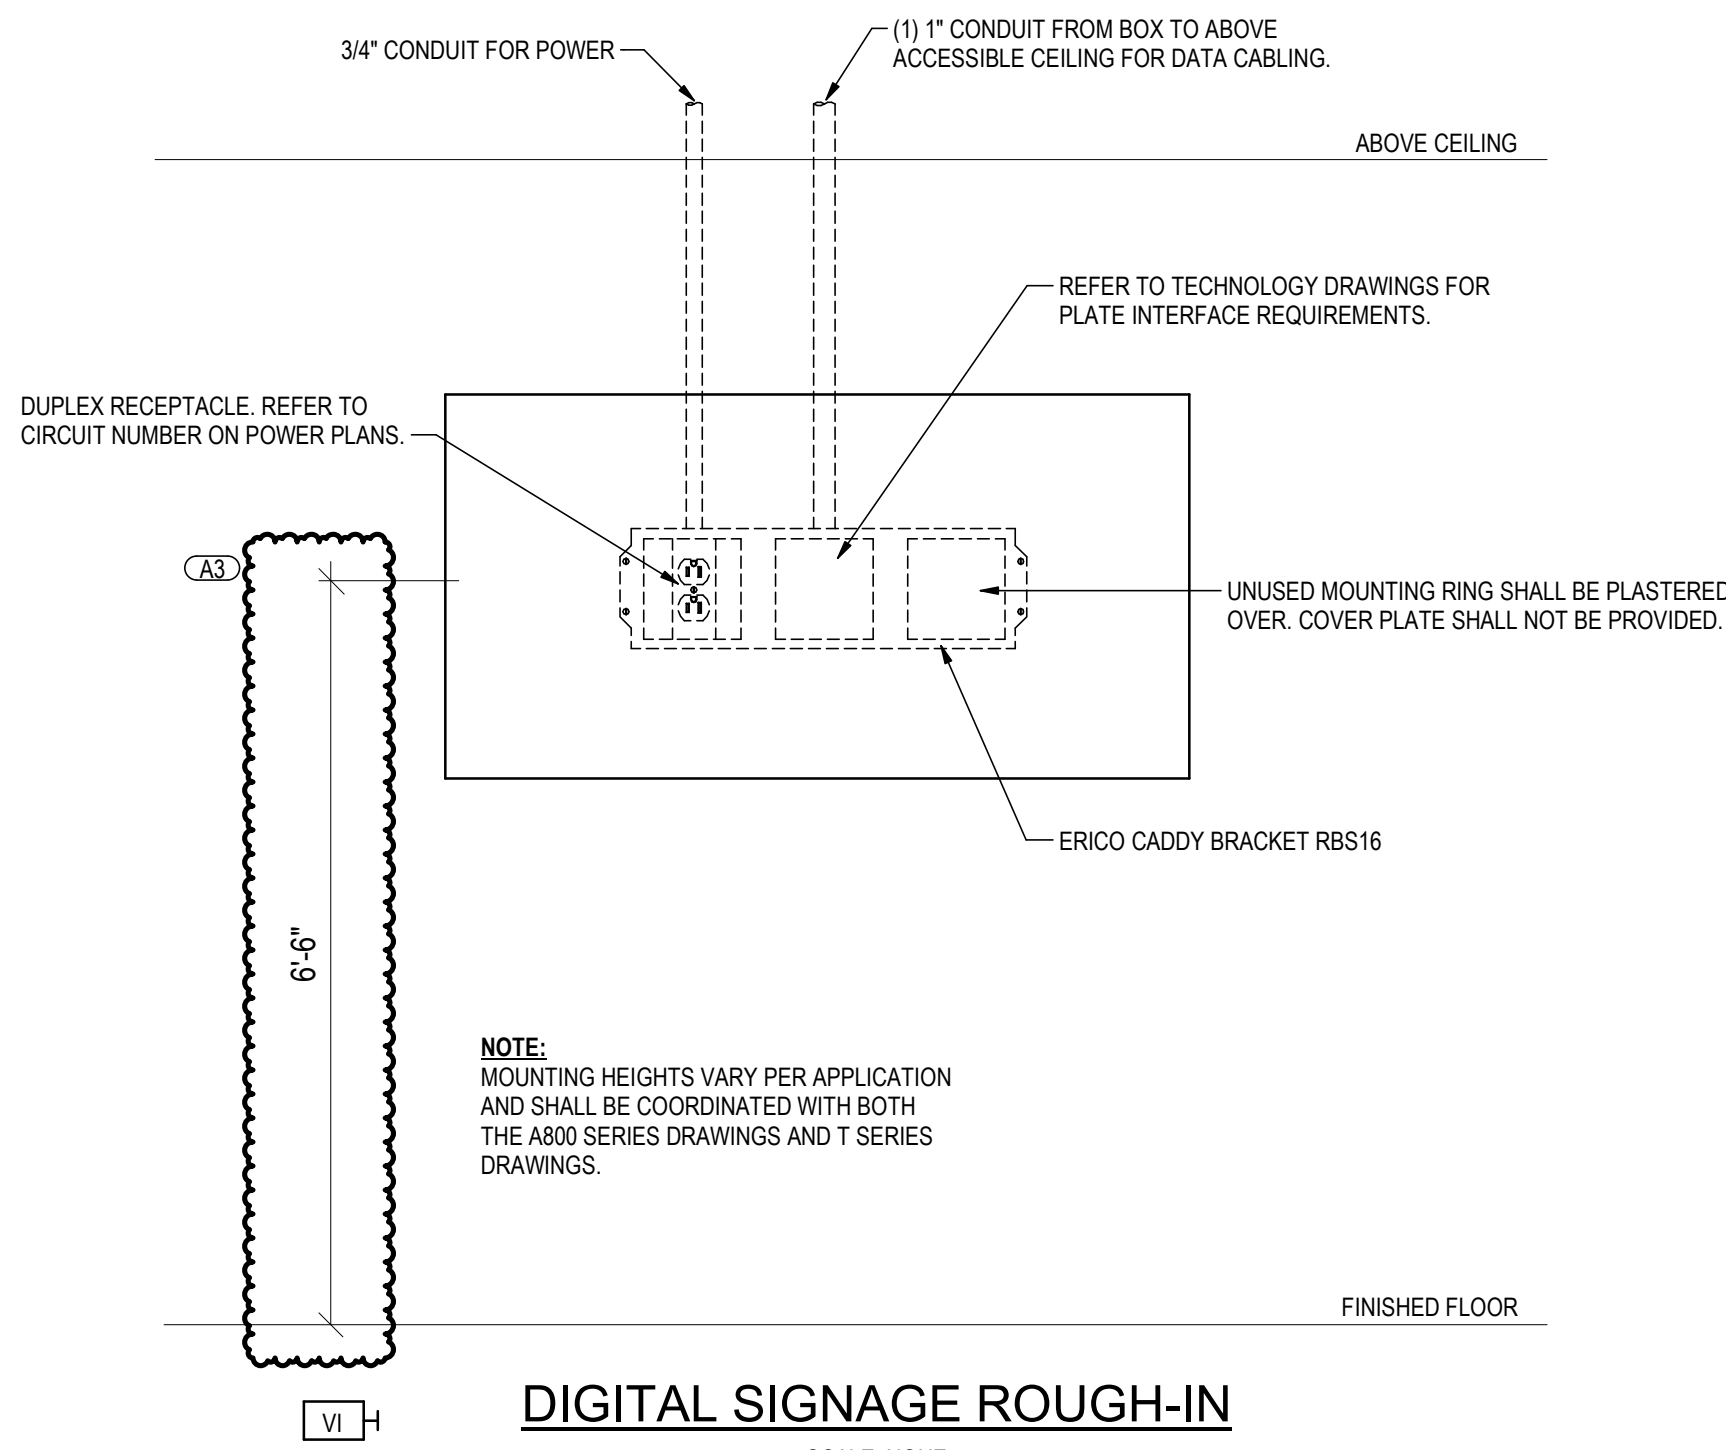 3/4" CONDUIT FOR POWER
(1) 1" CONDUIT FROM BOX TO ABOVE
ACCESSIBLE CEILING FOR DATA CABLING.
ABOVE CEILING
REFER TO TECHNOLOGY DRAWINGS FOR
PLATE INTERFACE REQUIREMENTS.
DUPLEX RECEPTACLE. REFER TO
CIRCUIT NUMBER ON POWER PLANS.
A3
UNUSED MOUNTING RING SHALL BE PLASTERED
OVER. COVER PLATE SHALL NOT BE PROVIDED.
ERICO CADDY BRACKET RBS16
6'-6"
NOTE:
MOUNTING HEIGHTS VARY PER APPLICATION
AND SHALL BE COORDINATED WITH BOTH
THE A800 SERIES DRAWINGS AND T SERIES
DRAWINGS.
FINISHED FLOOR
VI
DIGITAL SIGNAGE ROUGH-IN